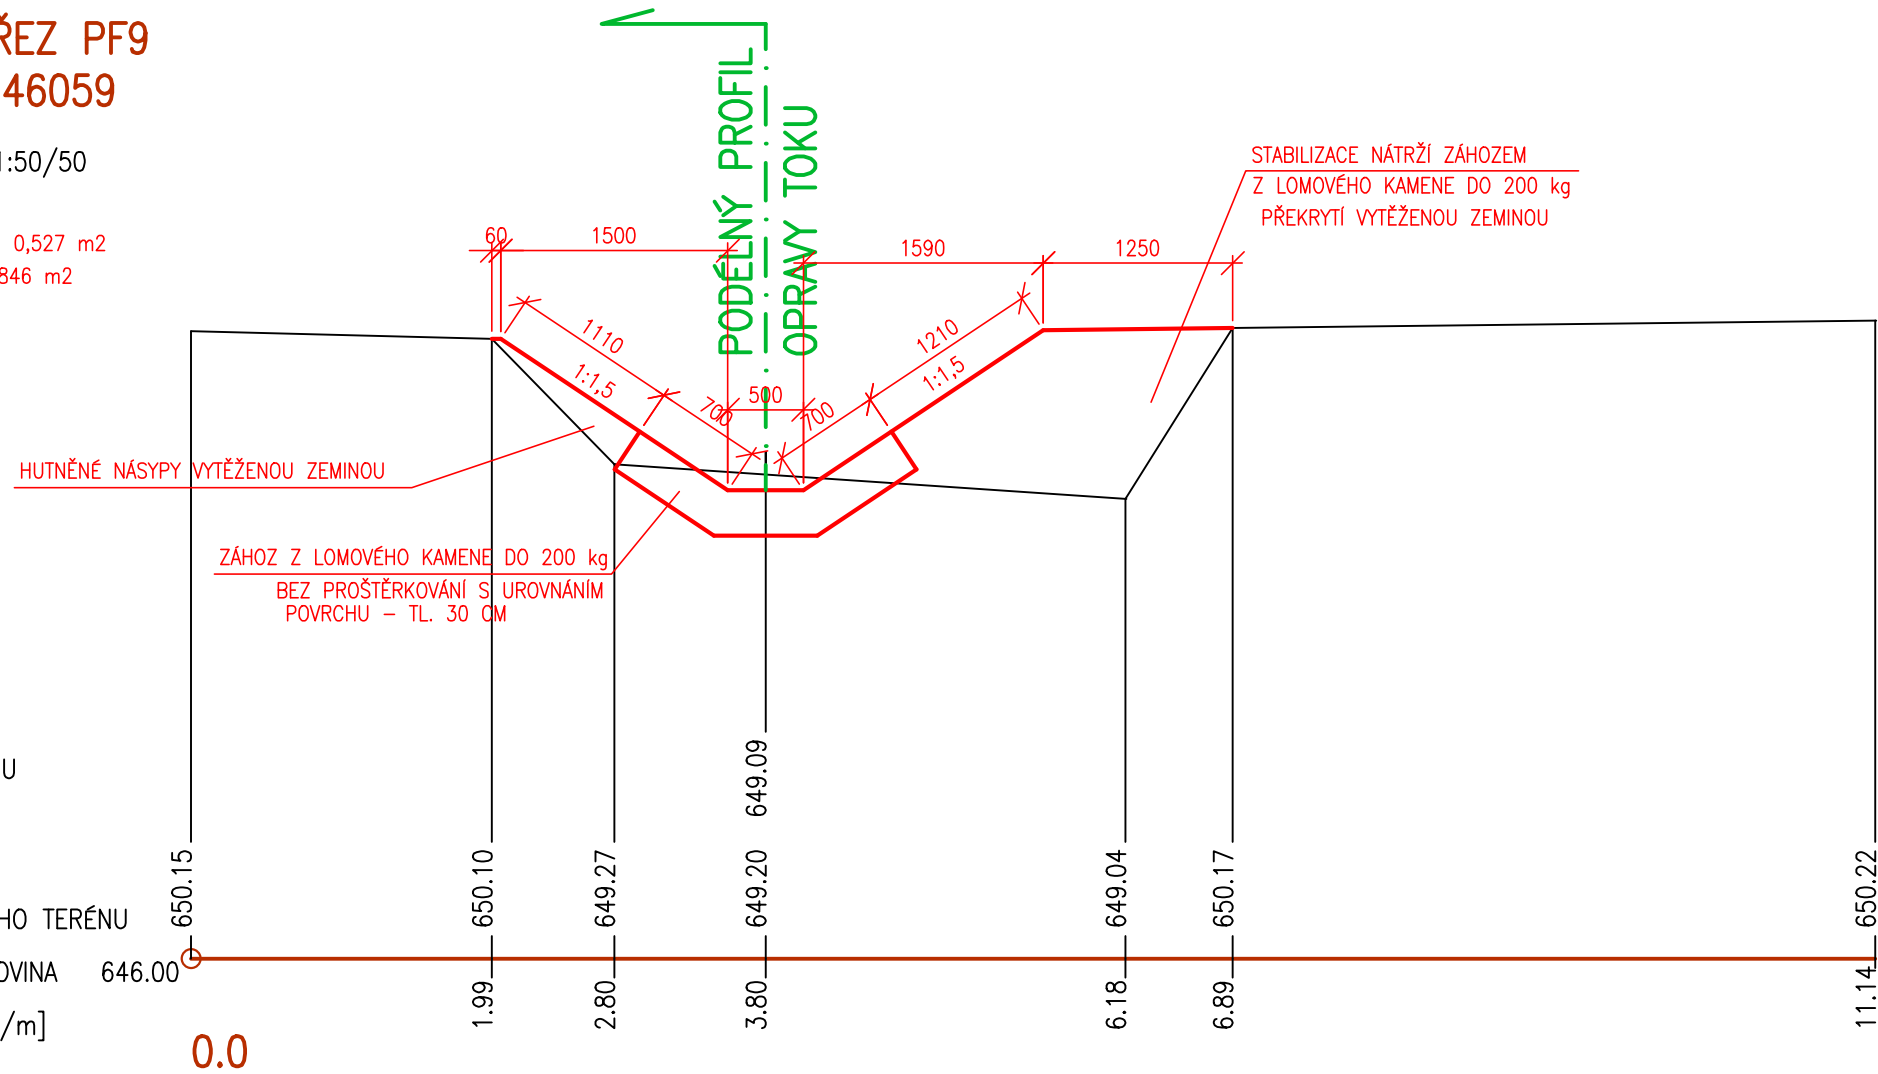 ŘEZ PF9
46059
1:50/50
0,527 m2
846 m2
PODÉLNÝ PROFIL
OPRAVY TOKU
STABILIZACE NÁTRŽÍ ZÁHOZEM
Z LOMOVÉHO KAMENE DO 200 kg
PŘEKRYTÍ VYTĚŽENOU ZEMINOU
60
1500
1590
1250
1110
1:1,5
700
500
700
1210
1:1,5
HUTNĚNÉ NÁSYPY VYTĚŽENOU ZEMINOU
ZÁHOZ Z LOMOVÉHO KAMENE DO 200 kg
BEZ PROŠTĚRKOVÁNÍ S UROVNÁNÍM
POVRCHU – TL. 30 CM
U
649.09
650.15
650.10
649.27
649.20
649.04
650.17
650.22
HO TERÉNU
OVINA 646.00
1.99
2.80
3.80
6.18
6.89
11.14
/m]
0.0